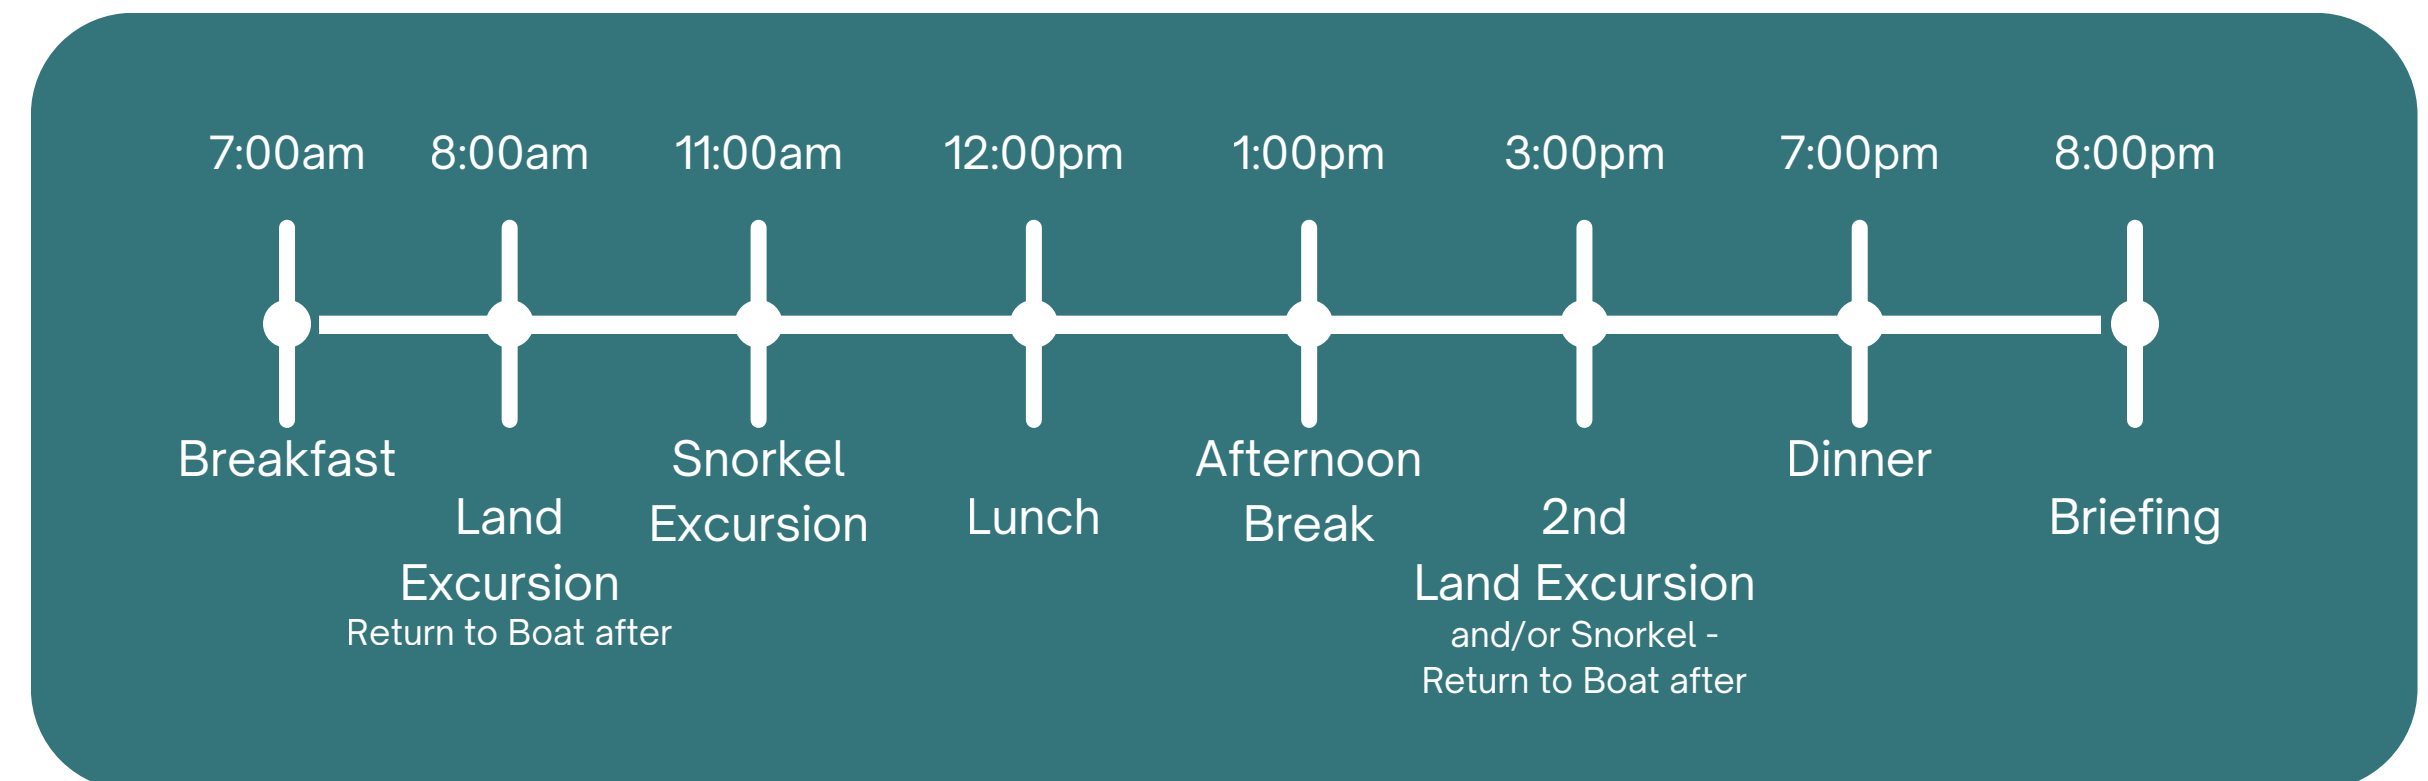 7:00am 8:00am 11:00am 12:00pm 1:00pm 3:00pm 7:00pm 8:00pm
Breakfast
Land
Excursion
Return to Boat after
Snorkel
Excursion
Lunch
Afternoon
Break
2nd
Land Excursion
and/or Snorkel -
Return to Boat after
Dinner
Briefing